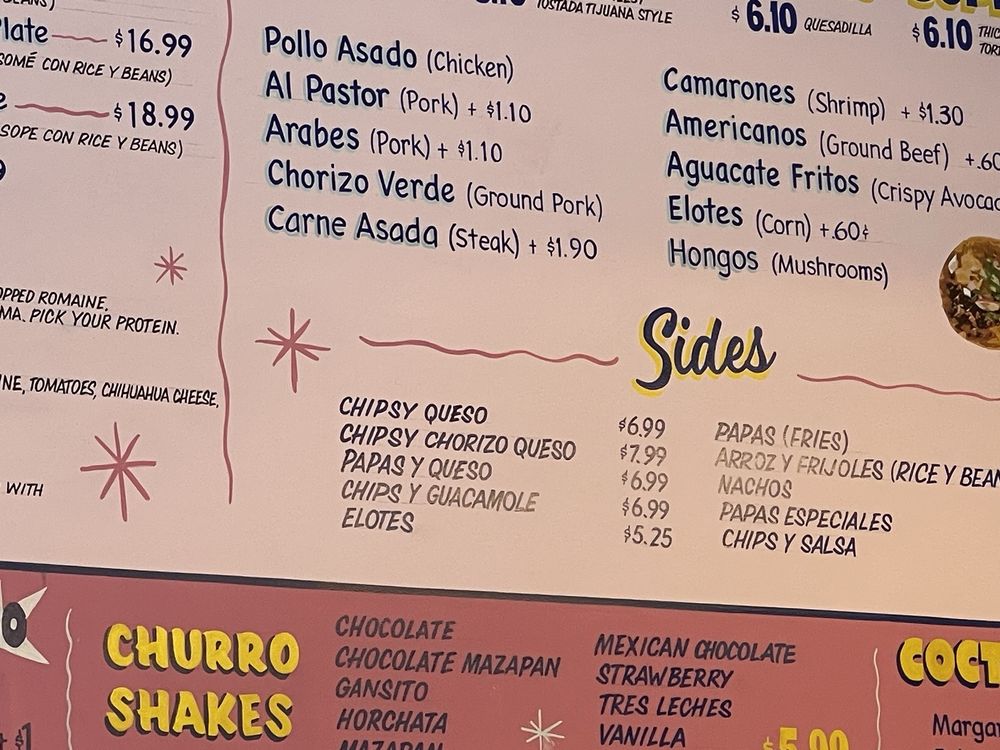 TOSTADA TIJUANA STYLE
$6.10 QUESADILLA
$6.10
$16.99
CON RICE Y BEANS)
$18.99
SOPE CON RICE Y BEANS)
Pollo Asado (Chicken)
Al Pastor (Pork) + $1.10
Arabes (Pork) + $1.10
Chorizo Verde (Ground Pork)
Carne Asada (Steak) + $1.90
Camarones (Shrimp) + $1.30
Americanos (Ground Beef) +.60
Aguacate Fritos (Crispy
Elotes (Corn) +.60¢
Hongos (Mushrooms)
ROMAINE,
PICK YOUR PROTEIN.
TOMATOES, CHIHUAHUA CHEESE,
WITH
Sides
CHIPSY QUESO $6.99
CHIPSY CHORIZO QUESO $7.99
PAPAS Y QUESO $6.99
CHIPS Y GUACAMOLE $6.99
ELOTES $5.25
PAPAS (FRIES)
ARROZ Y FRIJOLES (RICE Y
NACHOS
PAPAS ESPECIALES
CHIPS Y SALSA
CHURRO
SHAKES
CHOCOLATE
CHOCOLATE MAZAPAN
GANSITO
HORCHATA
MAZAPAN
MEXICAN CHOCOLATE
STRAWBERRY
TRES LECHES
VANILLA